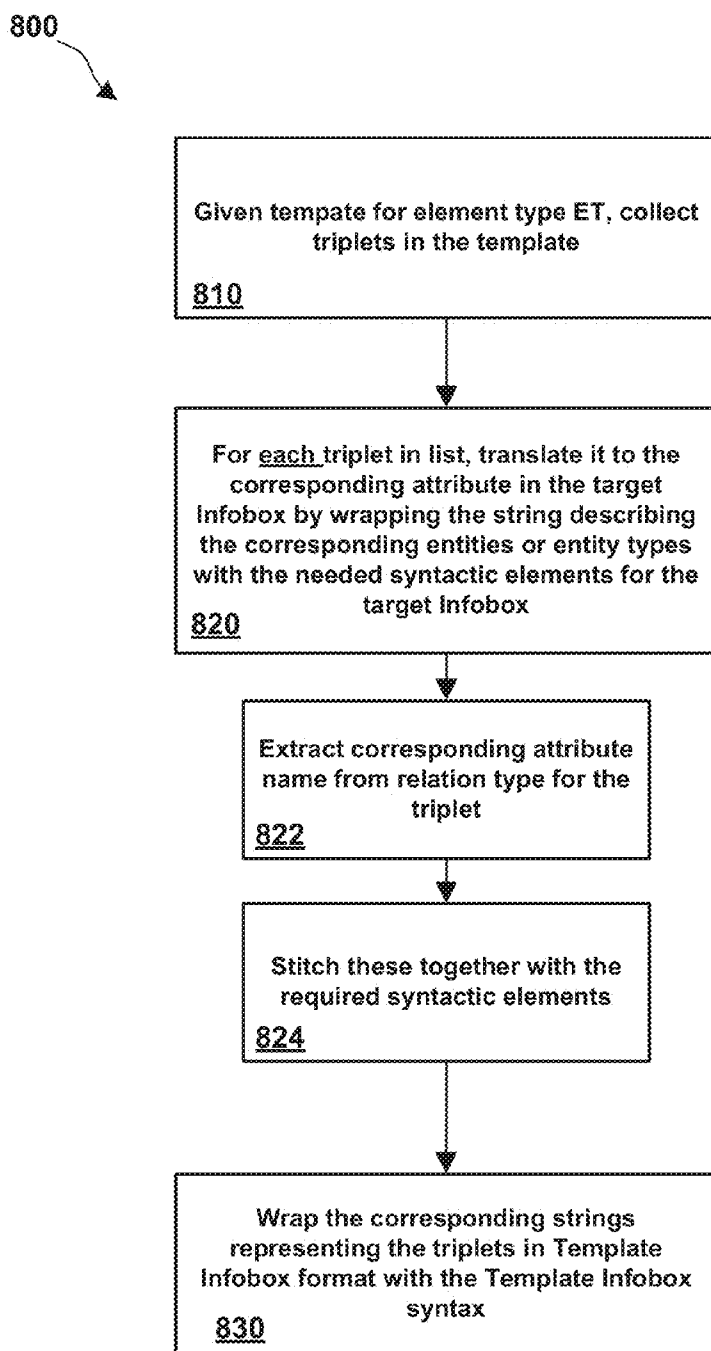 800
Given tempate for element type ET, collect
triplets in the template
810
For each triplet in list, translate it to the
corresponding attribute in the target
Infobox by wrapping the string describing
the corresponding entities or entity types
with the needed syntactic elements for the
target Infobox
820
Extract corresponding attribute
name from relation type for the
triplet
822
Stitch these together with the
required syntactic elements
824
Wrap the corresponding strings
representing the triplets in Template
Infobox format with the Template Infobox
syntax
830